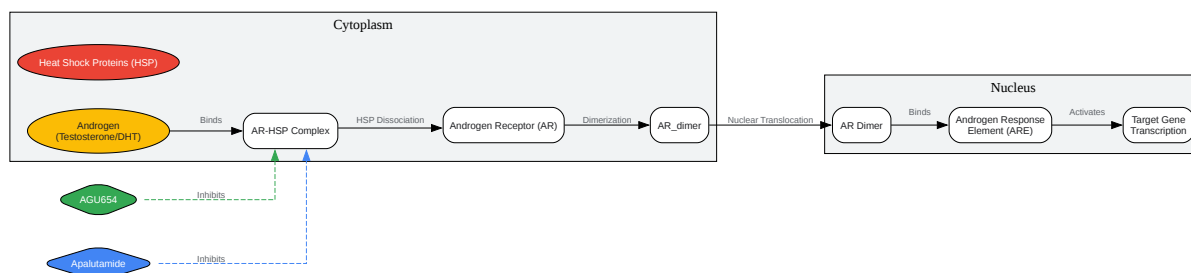 Cytoplasm
Heat Shock Proteins (HSP)
Nucleus
Androgen
(Testosterone/DHT)
Binds
AR-HSP Complex
HSP Dissociation
Androgen Receptor (AR)
Dimerization
AR_dimer
Nuclear Translocation
AR Dimer
Binds
Androgen Response
Element (ARE)
Activates
Target Gene
Transcription
AGU654
Inhibits
Apalutamide
Inhibits